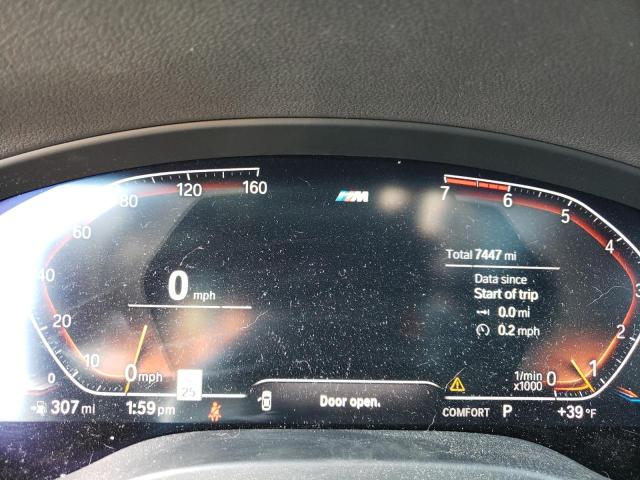 80 120 160
60
40
20
10
0
0 mph
0 mph
25
307 mi 1:59 pm
M
7 6 5 4 3 2 1 0
Total 7447 mi
Data since
Start of trip
0.0 mi
0.2 mph
1/min
x1000
Door open.
COMFORT P +39 °F